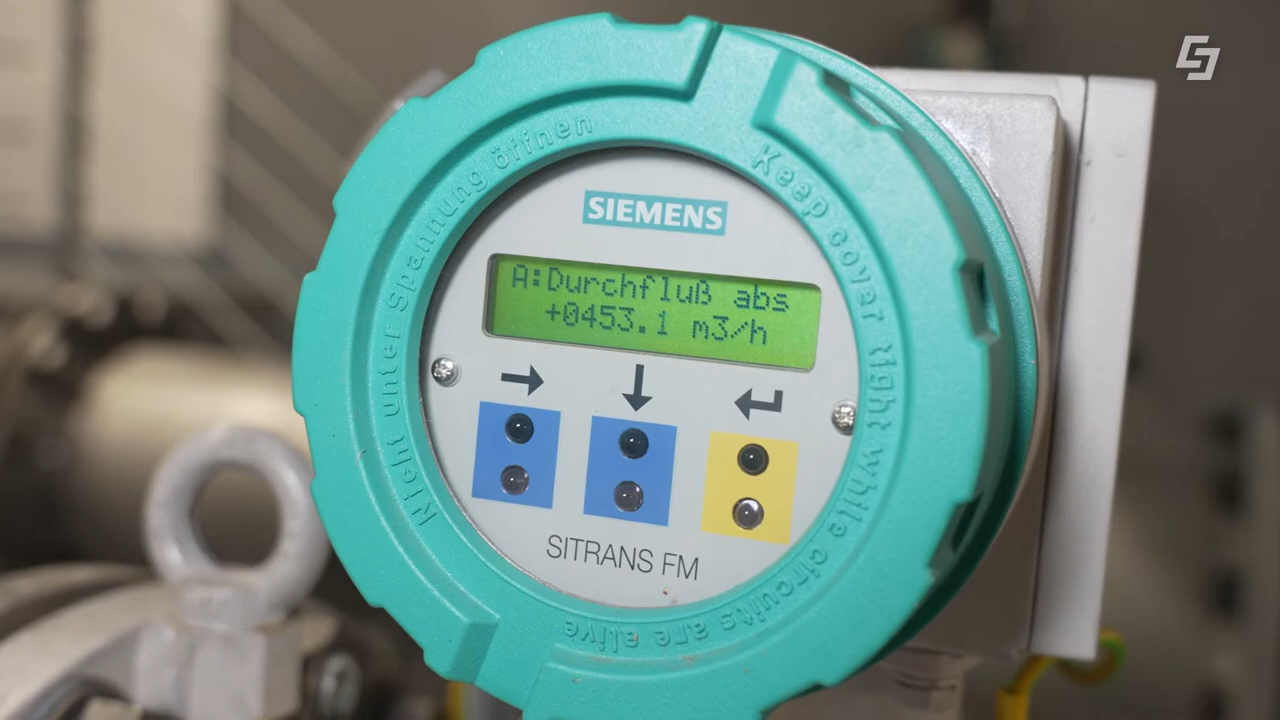 SIEMENS
A:Durchfluß abs
+0453.1 m3/h
SITRANS FM
Nicht unter Spannung öffnen
Keep cover tight while circuits are alive